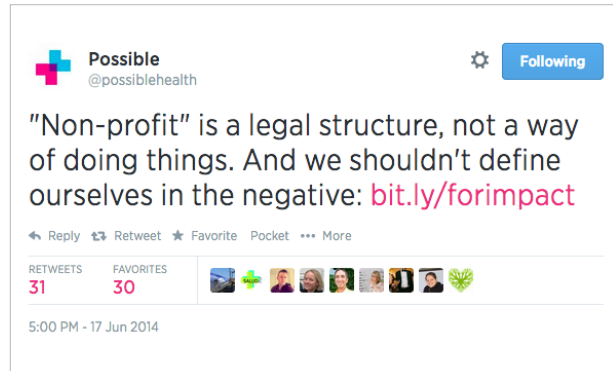 Possible
@possiblehealth
Following
"Non-profit" is a legal structure, not a way
of doing things. And we shouldn't define
ourselves in the negative: bit.ly/forimpact
Reply Retweet Favorite Pocket More
RETWEETS FAVORITES
31 30
5:00 PM - 17 Jun 2014